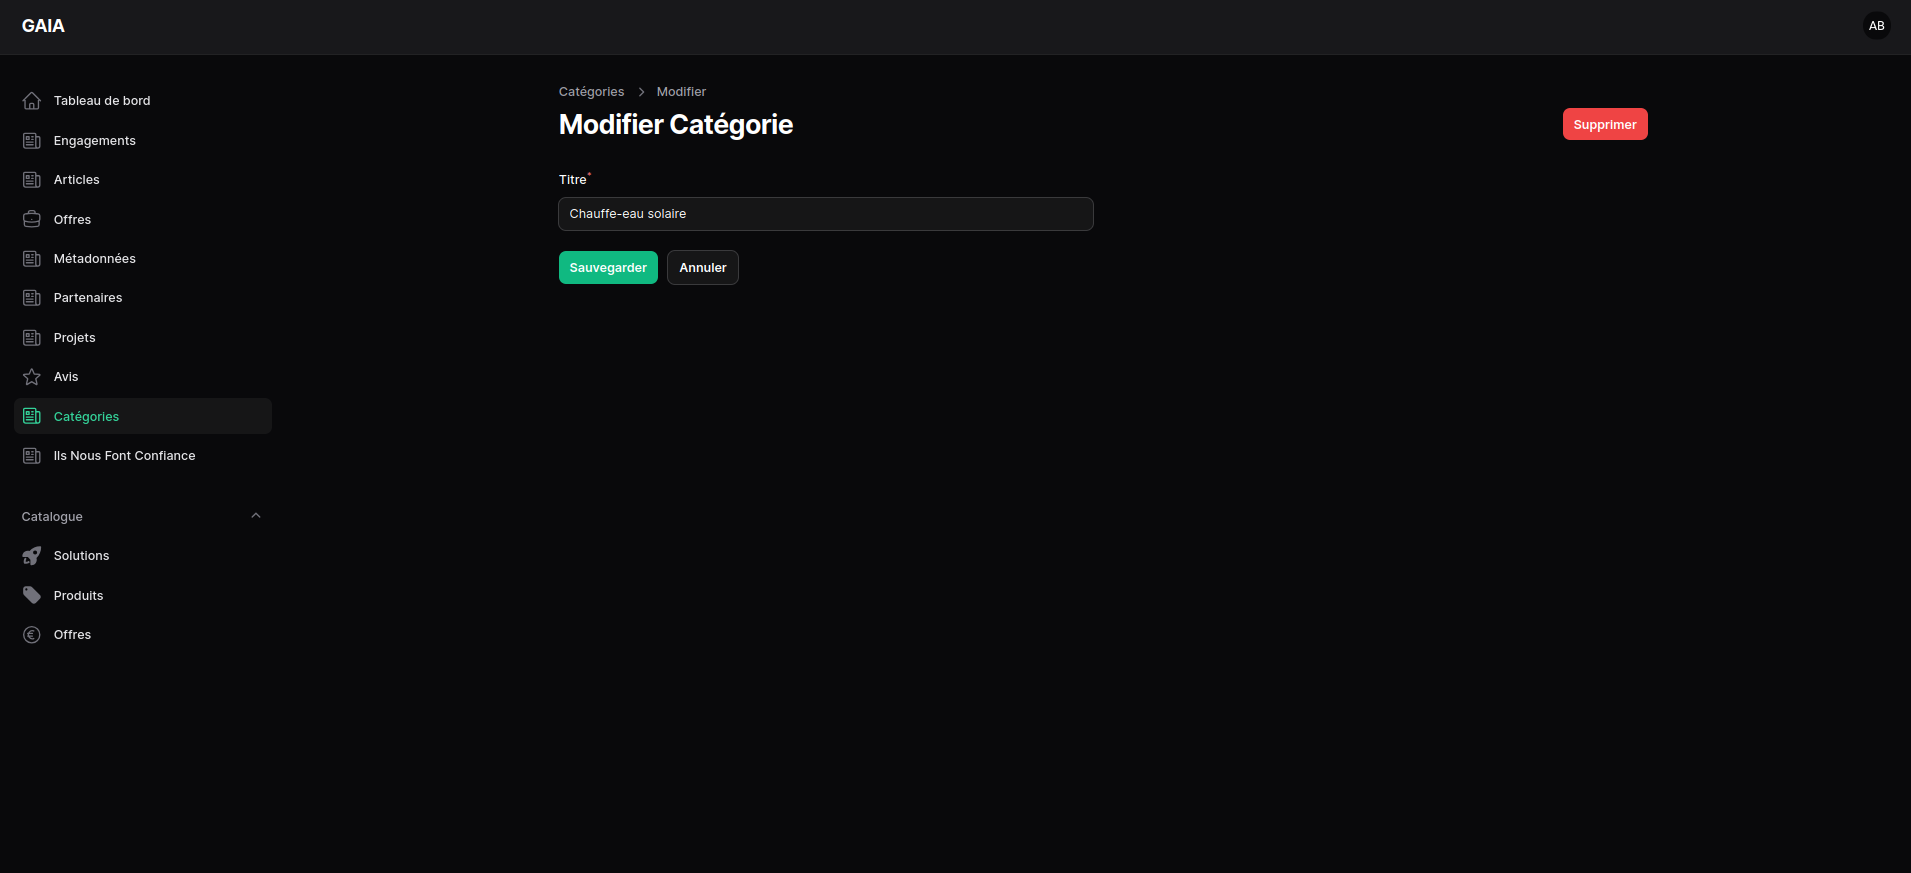 GAIA
AB
Tableau de bord
Engagements
Articles
Offres
Métadonnées
Partenaires
Projets
Avis
Catégories
Ils Nous Font Confiance
Catalogue
Solutions
Produits
Offres
Catégories > Modifier
Modifier Catégorie
Supprimer
Titre*
Chauffe-eau solaire
Sauvegarder Annuler